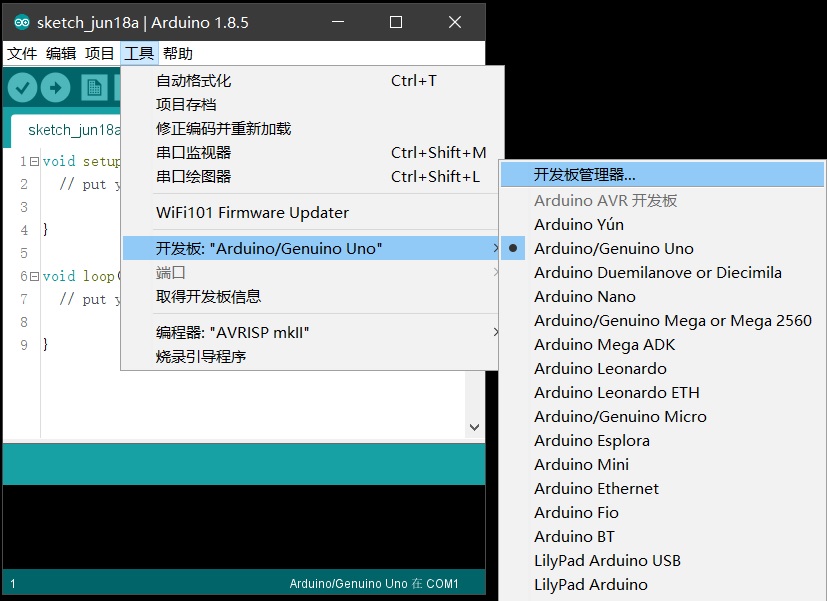 sketch_jun18a | Arduino 1.8.5
文件 编辑 项目 工具 帮助
sketch_jun18a
1 void setup
2 // put y
3
4 }
5
6 void loop(
7 // put y
8
9 }
自动格式化 Ctrl+T
项目存档
修正编码并重新加载
串口监视器 Ctrl+Shift+M
串口绘图器 Ctrl+Shift+L
WiFi101 Firmware Updater
开发板: "Arduino/Genuino Uno"
端口
取得开发板信息
编程器: "AVRISP mkII"
烧录引导程序
开发板管理器...
Arduino AVR 开发板
Arduino Yún
Arduino/Genuino Uno
Arduino Duemilanove or Diecimila
Arduino Nano
Arduino/Genuino Mega or Mega 2560
Arduino Mega ADK
Arduino Leonardo
Arduino Leonardo ETH
Arduino/Genuino Micro
Arduino Esplora
Arduino Mini
Arduino Ethernet
Arduino Fio
Arduino BT
LilyPad Arduino USB
LilyPad Arduino
1 Arduino/Genuino Uno 在 COM1